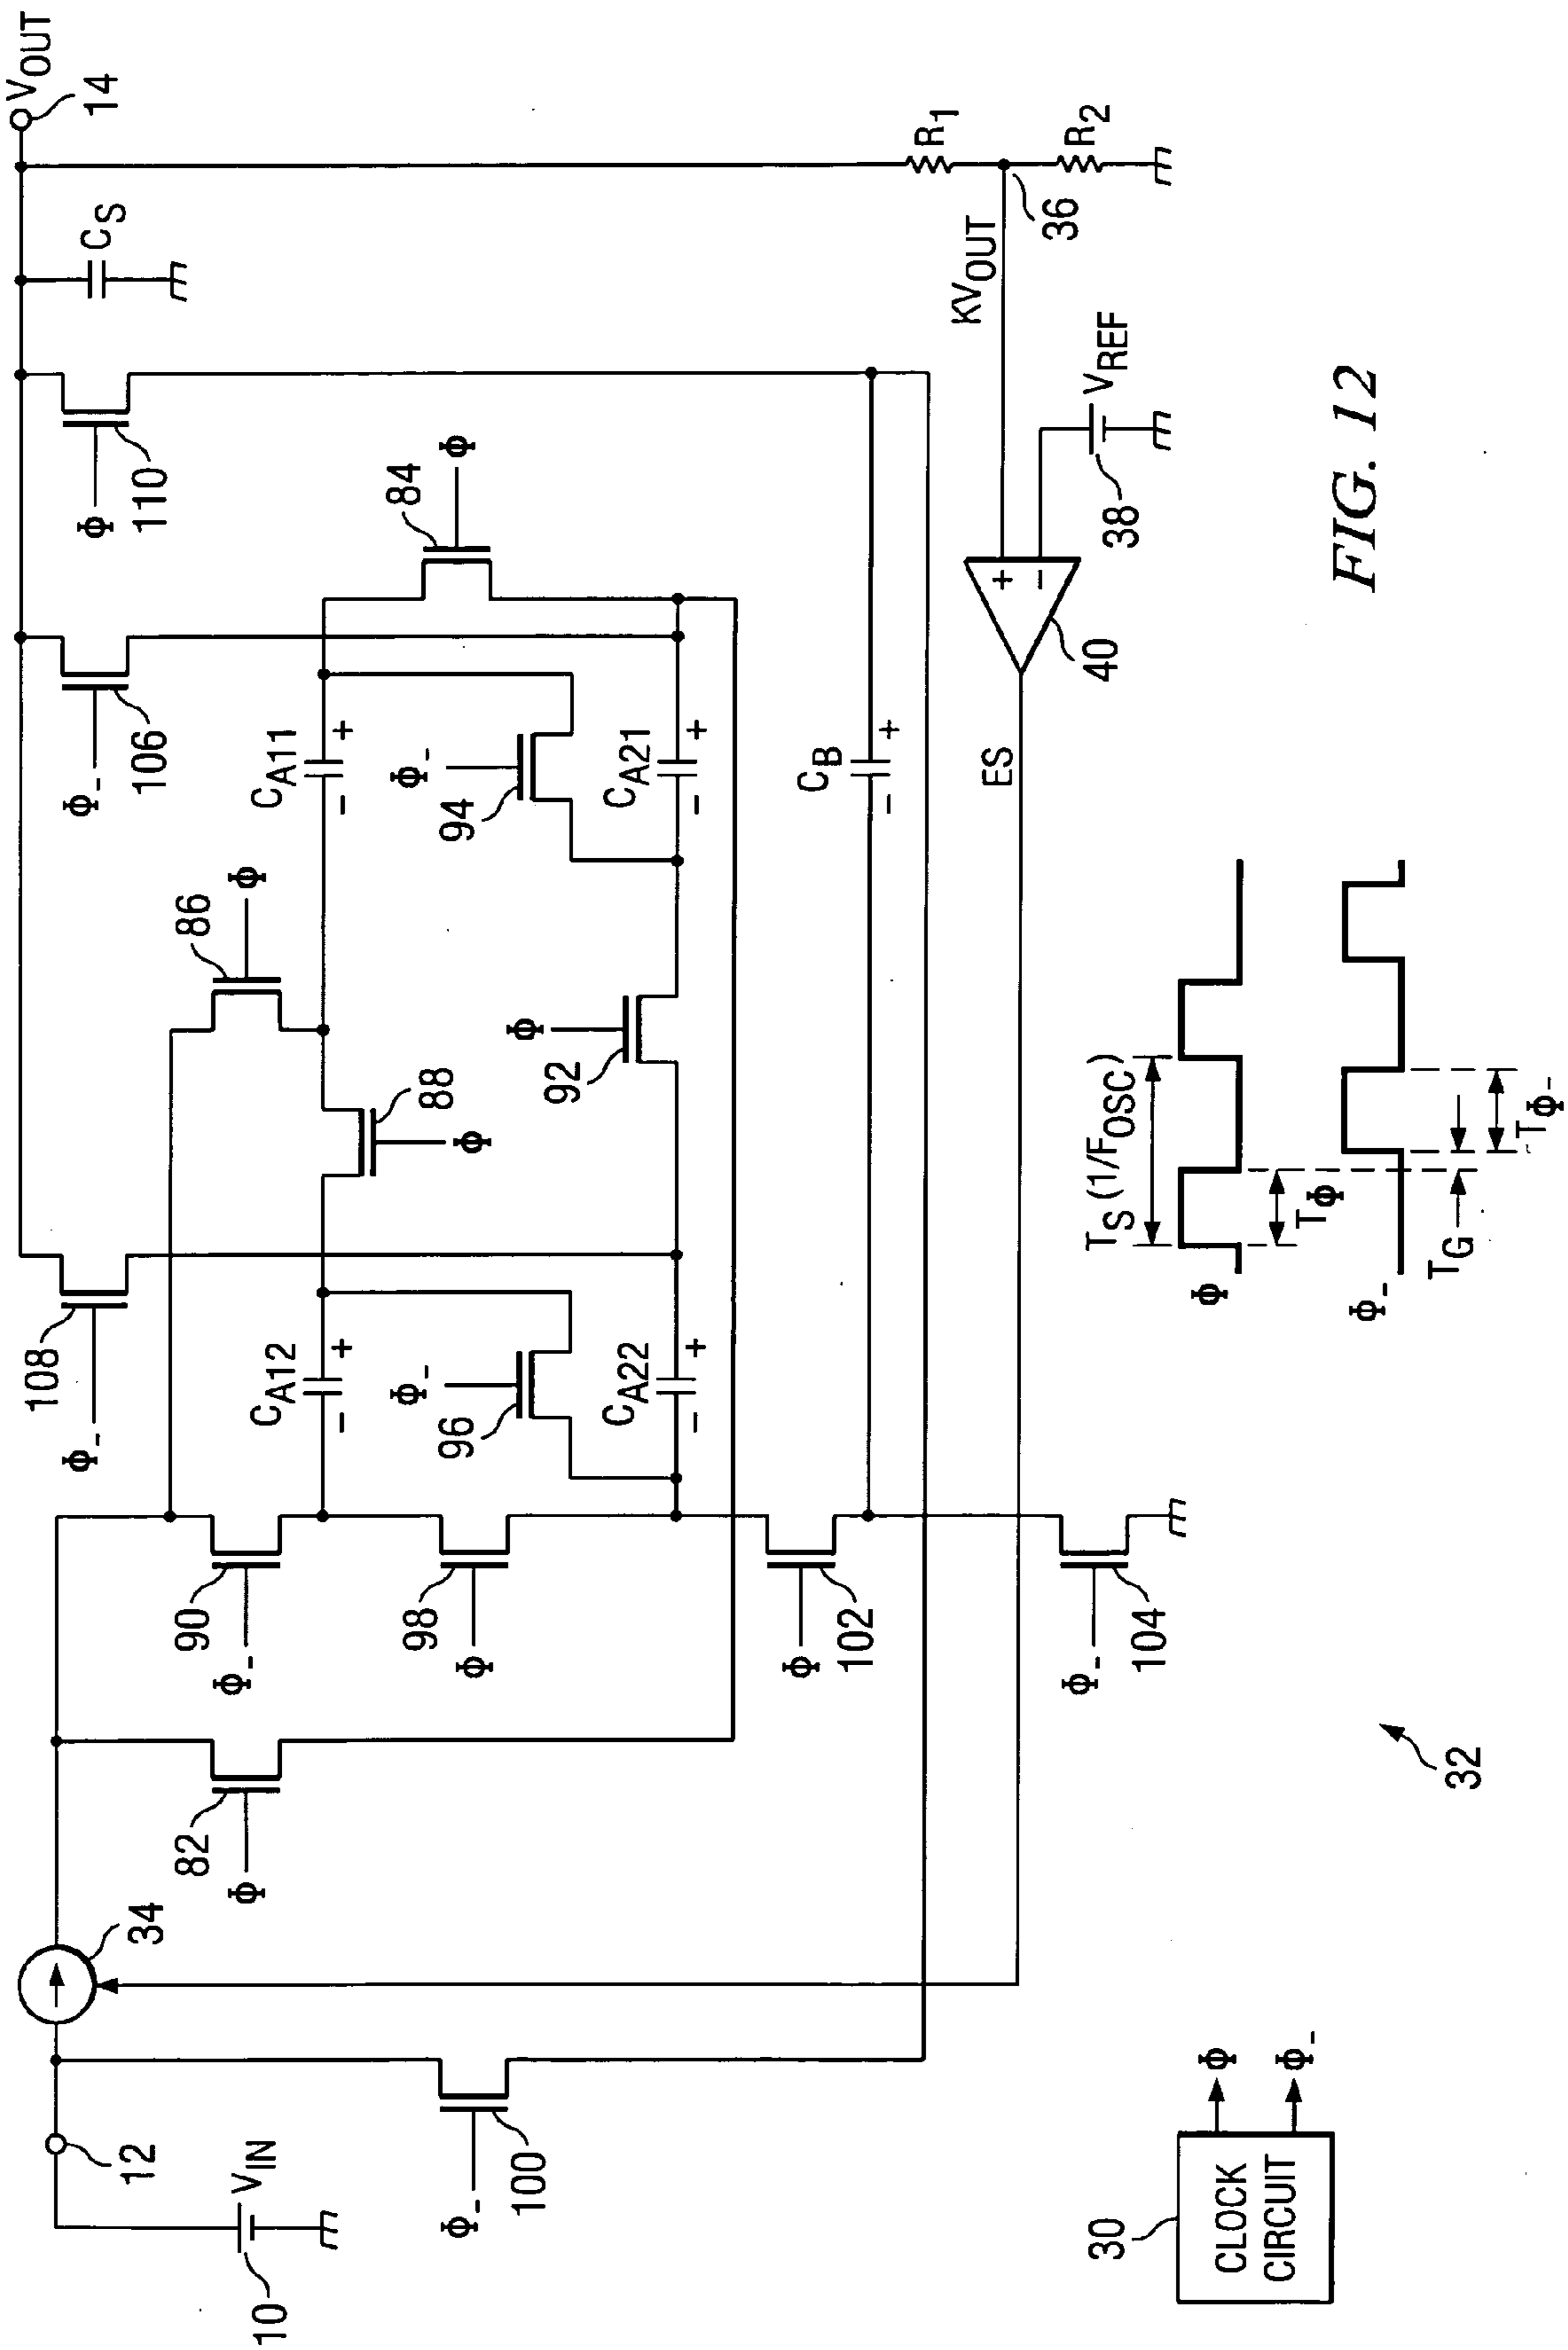 FIG. 12
VOUT
14
CS
R1
R2
36
KVOUT
VREF
38
+
−
40
ES
Φ
110
Φ-
106
Φ
84
CA11
− +
Φ-
94
CA21
− +
CB
− +
Φ
86
88
Φ
Φ
92
108
Φ-
CA12
− +
Φ-
96
CA22
− +
90
Φ-
98
Φ
102
Φ
104
Φ-
82
Φ
34
12
VIN
10
100
Φ-
32
30
CLOCK
CIRCUIT
Φ
Φ-
TS (1/FOSC)
Φ
TΦ
Φ-
TG
TΦ-